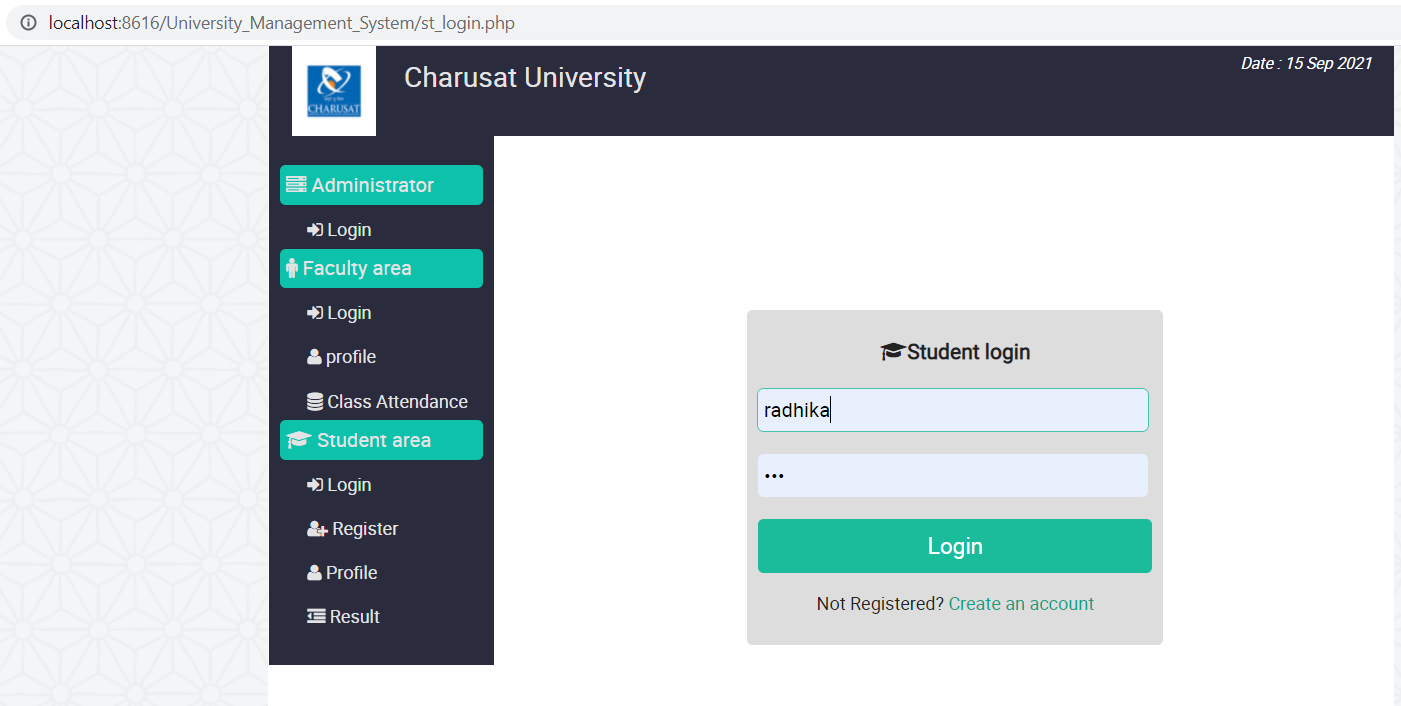 localhost:8616/University_Management_System/st_login.php
CHARUSAT
Charusat University
Date : 15 Sep 2021
Administrator
Login
Faculty area
Login
profile
Class Attendance
Student area
Login
Register
Profile
Result
Student login
radhika
•••
Login
Not Registered? Create an account